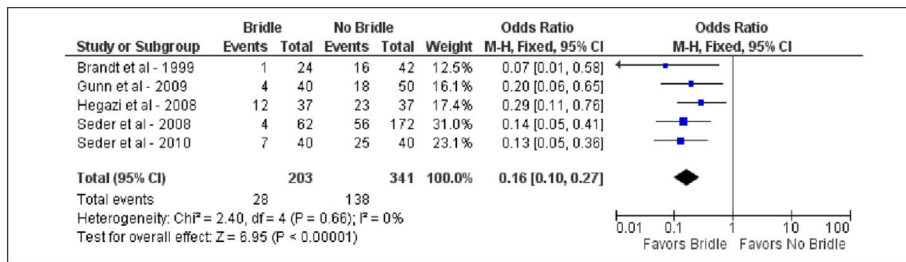 Bridle No Bridle Odds Ratio Odds Ratio
Study or Subgroup Events Total Events Total Weight M-H, Fixed, 95% CI M-H, Fixed, 95% CI
Brandt et al - 1999 1 24 16 42 12.5% 0.07 [0.01, 0.58]
Gunn et al - 2009 4 40 18 50 16.1% 0.20 [0.06, 0.65]
Hegazi et al - 2008 12 37 23 37 17.4% 0.29 [0.11, 0.76]
Seder et al - 2008 4 62 56 172 31.0% 0.14 [0.05, 0.41]
Seder et al - 2010 7 40 25 40 23.1% 0.13 [0.05, 0.36]
Total (95% CI) 203 341 100.0% 0.16 [0.10, 0.27]
Total events 28 138
Heterogeneity: Chi² = 2.40, df = 4 (P = 0.66); I² = 0%
Test for overall effect: Z = 6.95 (P < 0.00001)
0.01 0.1 1 10 100
Favors Bridle Favors No Bridle